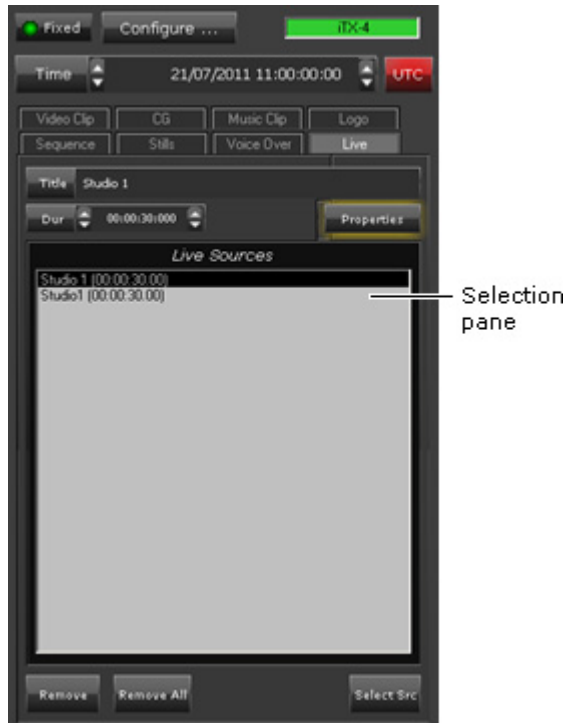 Fixed Configure ... iTX-4
Time 21/07/2011 11:00:00:00 UTC
Video Clip CG Music Clip Logo
Sequence Stills Voice Over Live
Title Studio 1
Dur 00:00:30:000 Properties
Live Sources
Studio 1 (00:00:30.00)
Studio1 (00:00:30.00)
Selection
pane
Remove Remove All Select Src